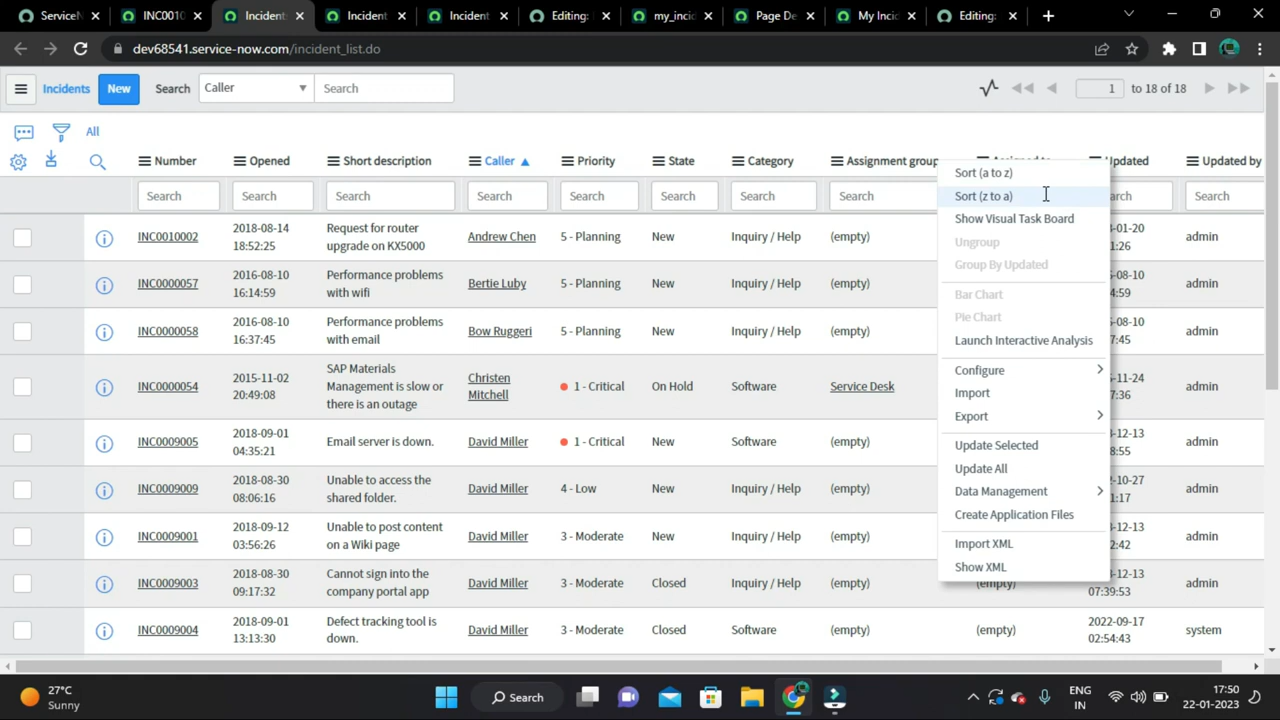 ServiceN
INC0010
Incidents
Incident
Incident
Editing:
my_incid
Page De
My Inci
Editing:
dev68541.service-now.com/incident_list.do
Incidents New Search Caller Search 1 to 18 of 18
All
Number Opened Short description Caller Priority State Category Assignment group Assigned to Updated Updated by
Search Search Search Search Search Search Search Search Search
INC0010002 2018-08-14 18:52:25 Request for router upgrade on KX5000 Andrew Chen 5 - Planning New Inquiry / Help (empty) admin
INC0000057 2016-08-10 16:14:59 Performance problems with wifi Bertie Luby 5 - Planning New Inquiry / Help (empty) admin
INC0000058 2016-08-10 16:37:45 Performance problems with email Bow Ruggeri 5 - Planning New Inquiry / Help (empty) admin
INC0000054 2015-11-02 20:49:08 SAP Materials Management is slow or there is an outage Christen Mitchell 1 - Critical On Hold Software Service Desk admin
INC0009005 2018-09-01 04:35:21 Email server is down. David Miller 1 - Critical New Software (empty) admin
INC0009009 2018-08-30 08:06:16 Unable to access the shared folder. David Miller 4 - Low New Inquiry / Help (empty) admin
INC0009001 2018-09-12 03:56:26 Unable to post content on a Wiki page David Miller 3 - Moderate New Inquiry / Help (empty) admin
INC0009003 2018-08-30 09:17:32 Cannot sign into the company portal app David Miller 3 - Moderate Closed Inquiry / Help (empty) (empty) 07:39:53 admin
INC0009004 2018-09-01 13:13:30 Defect tracking tool is down. David Miller 3 - Moderate Closed Software (empty) (empty) 2022-09-17 02:54:43 system
Sort (a to z)
Sort (z to a)
Show Visual Task Board
Ungroup
Group By Updated
Bar Chart
Pie Chart
Launch Interactive Analysis
Configure
Import
Export
Update Selected
Update All
Data Management
Create Application Files
Import XML
Show XML
27°C
Sunny
Search
ENG
IN
17:50
22-01-2023